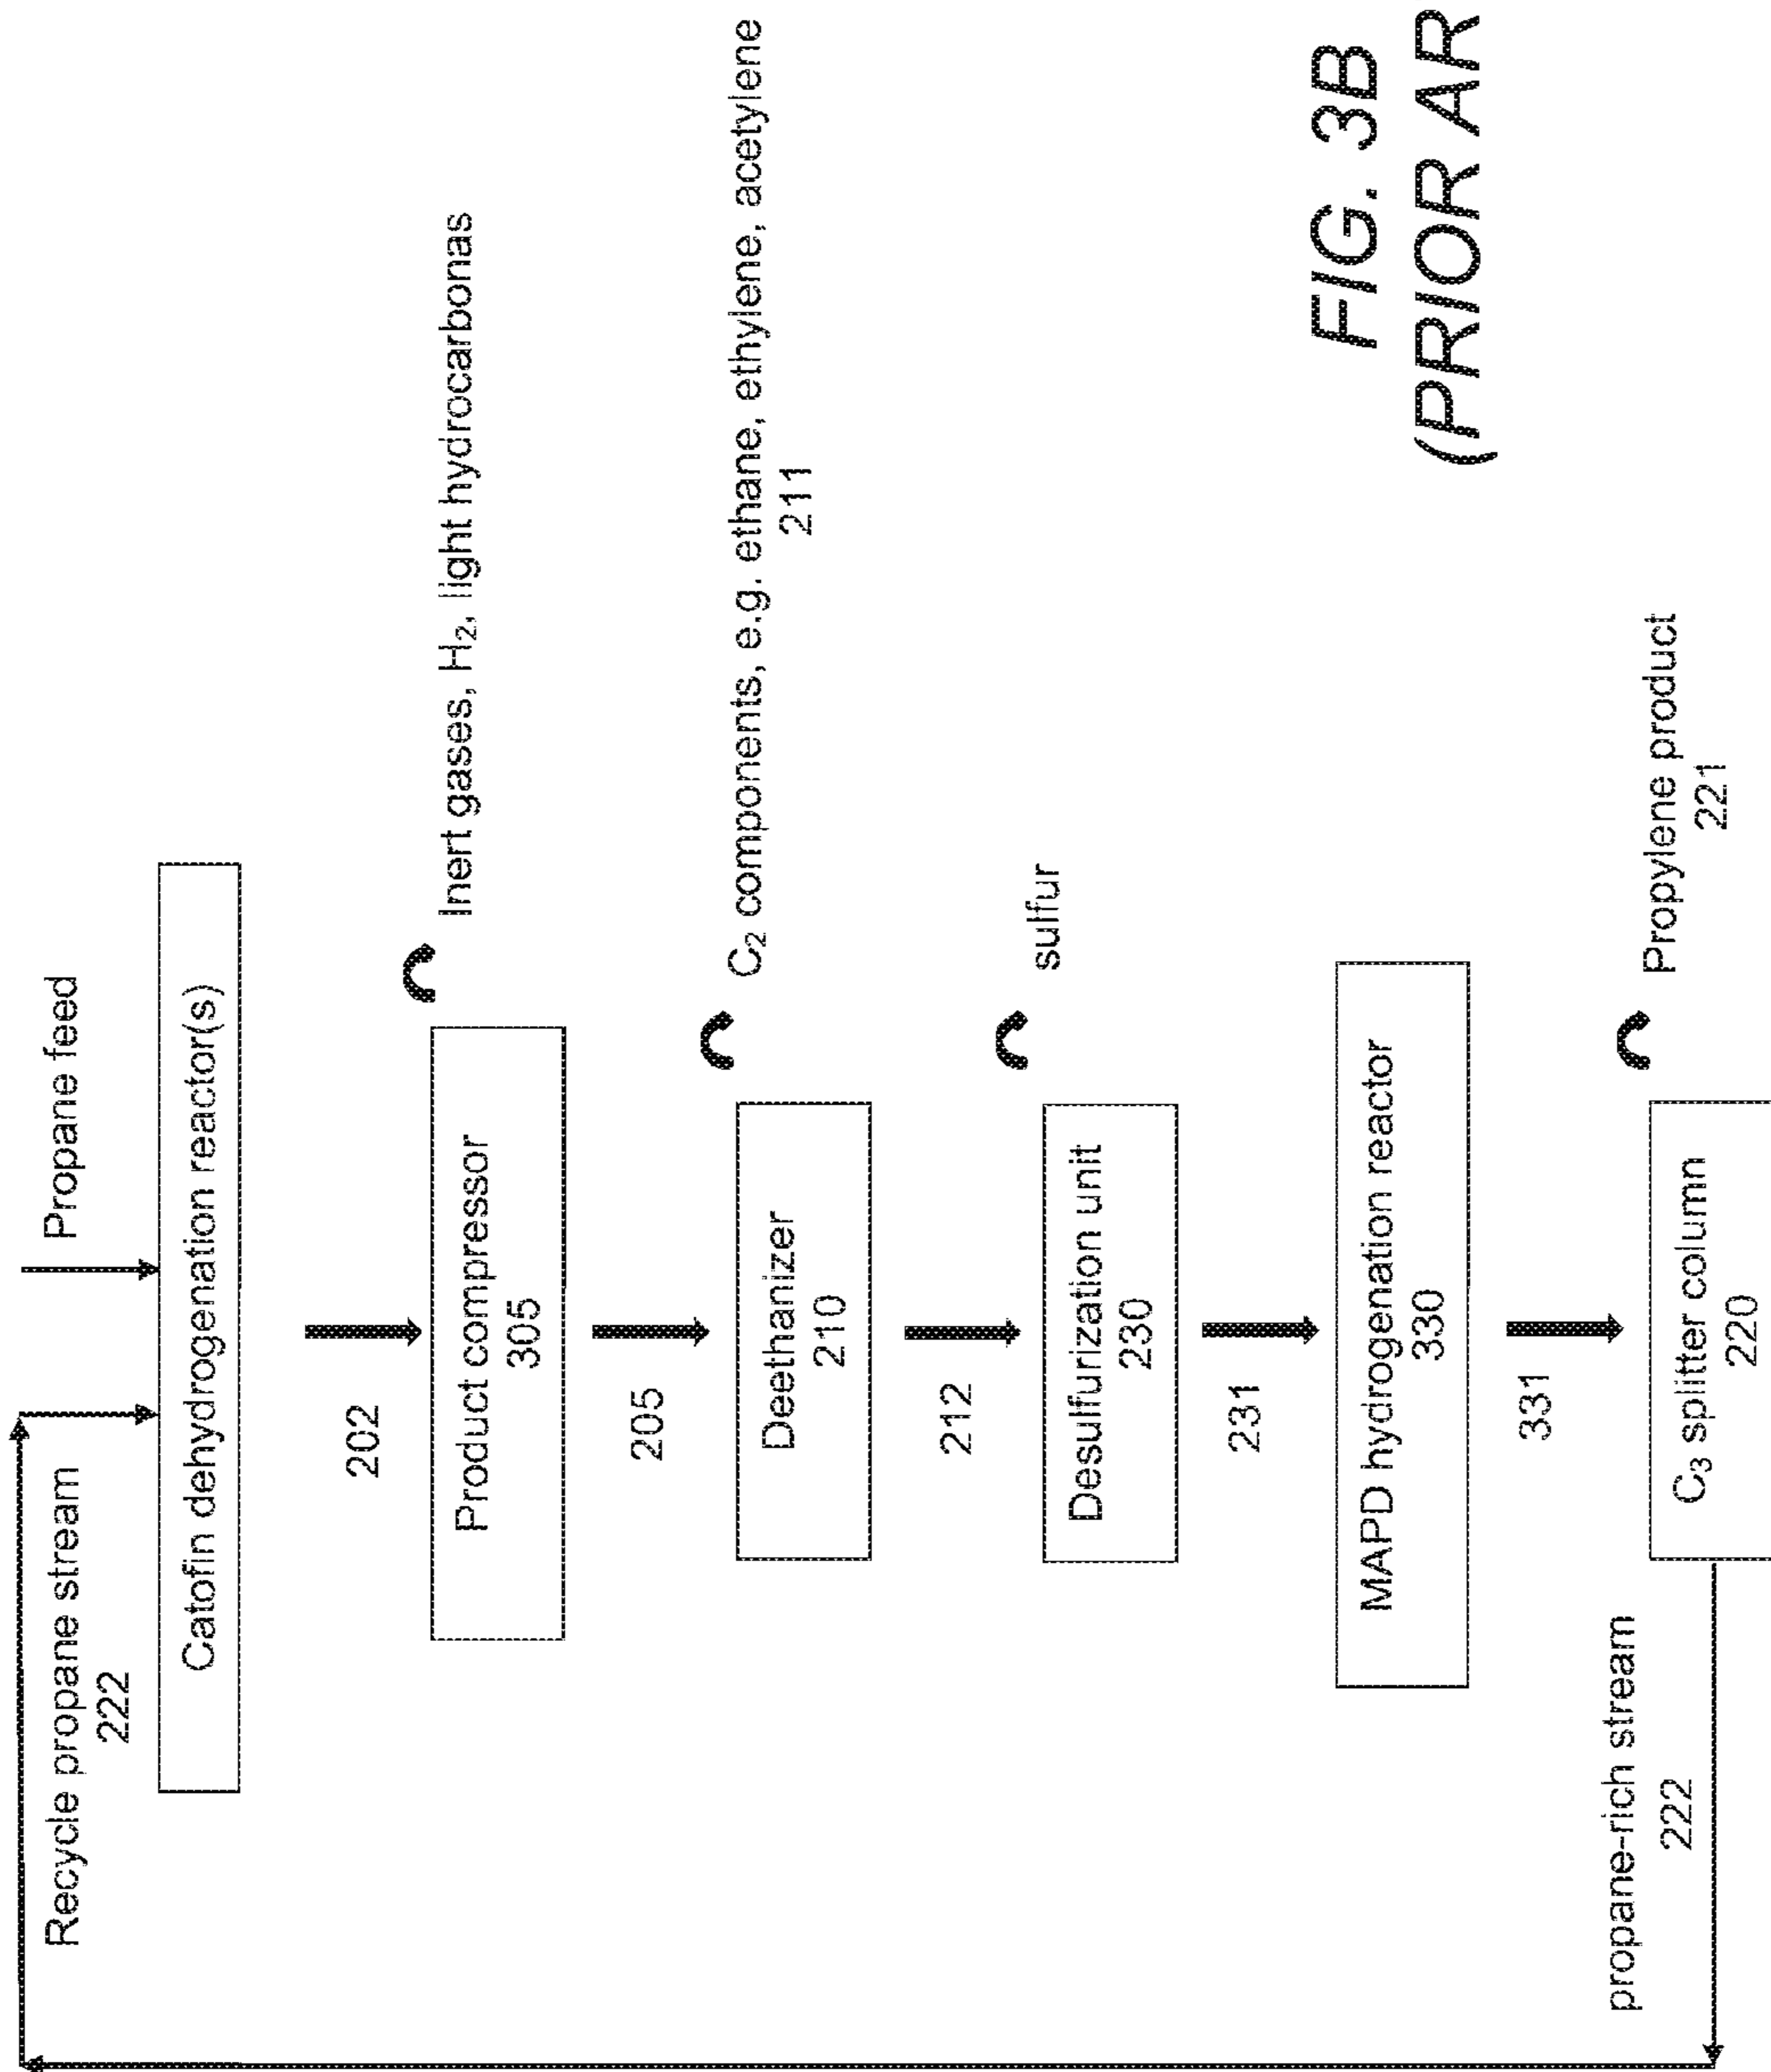 Propane feed
Recycle propane stream
222
Catofin dehydrogenation reactor(s)
202
Inert gases, H₂, light hydrocarbonas
Product compressor
305
205
C₂ components, e.g. ethane, ethylene, acetylene
211
Deethanizer
210
212
sulfur
Desulfurization unit
230
231
MAPD hydrogenation reactor
330
331
Propylene product
221
C₃ splitter column
220
propane-rich stream
222
FIG. 3B
(PRIOR AR